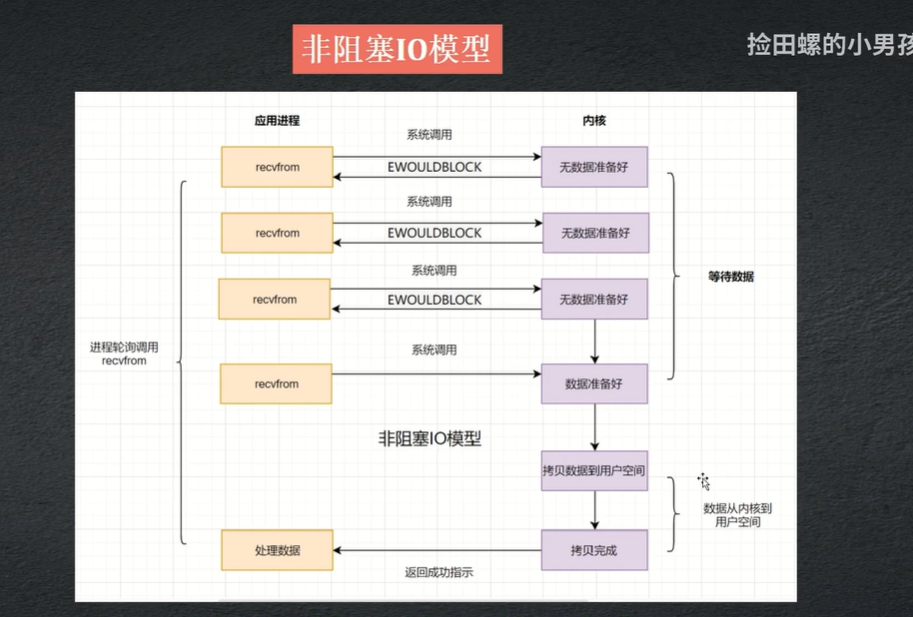 非阻塞IO模型
捡田螺的小男孩
应用进程
内核
系统调用
recvfrom
EWOULDBLOCK
无数据准备好
系统调用
recvfrom
EWOULDBLOCK
无数据准备好
等待数据
系统调用
recvfrom
EWOULDBLOCK
无数据准备好
进程轮询调用
recvfrom
系统调用
recvfrom
数据准备好
非阻塞IO模型
拷贝数据到用户空间
数据从内核到
用户空间
处理数据
拷贝完成
返回成功指示